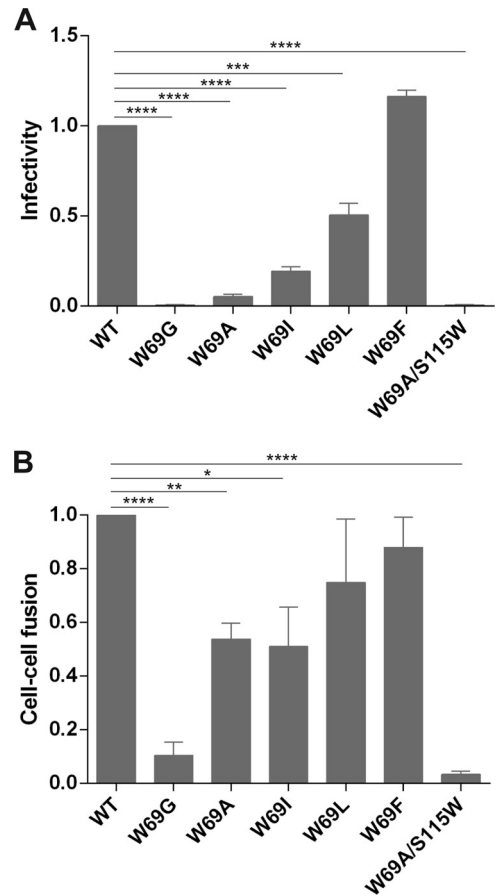 A
Infectivity
1.5
1.0
0.5
0.0
****
***
****
****
****
WT
W69G
W69A
W69I
W69L
W69F
W69A/S115W
B
Cell-cell fusion
1.0
0.8
0.6
0.4
0.2
0.0
****
*
**
****
WT
W69G
W69A
W69I
W69L
W69F
W69A/S115W